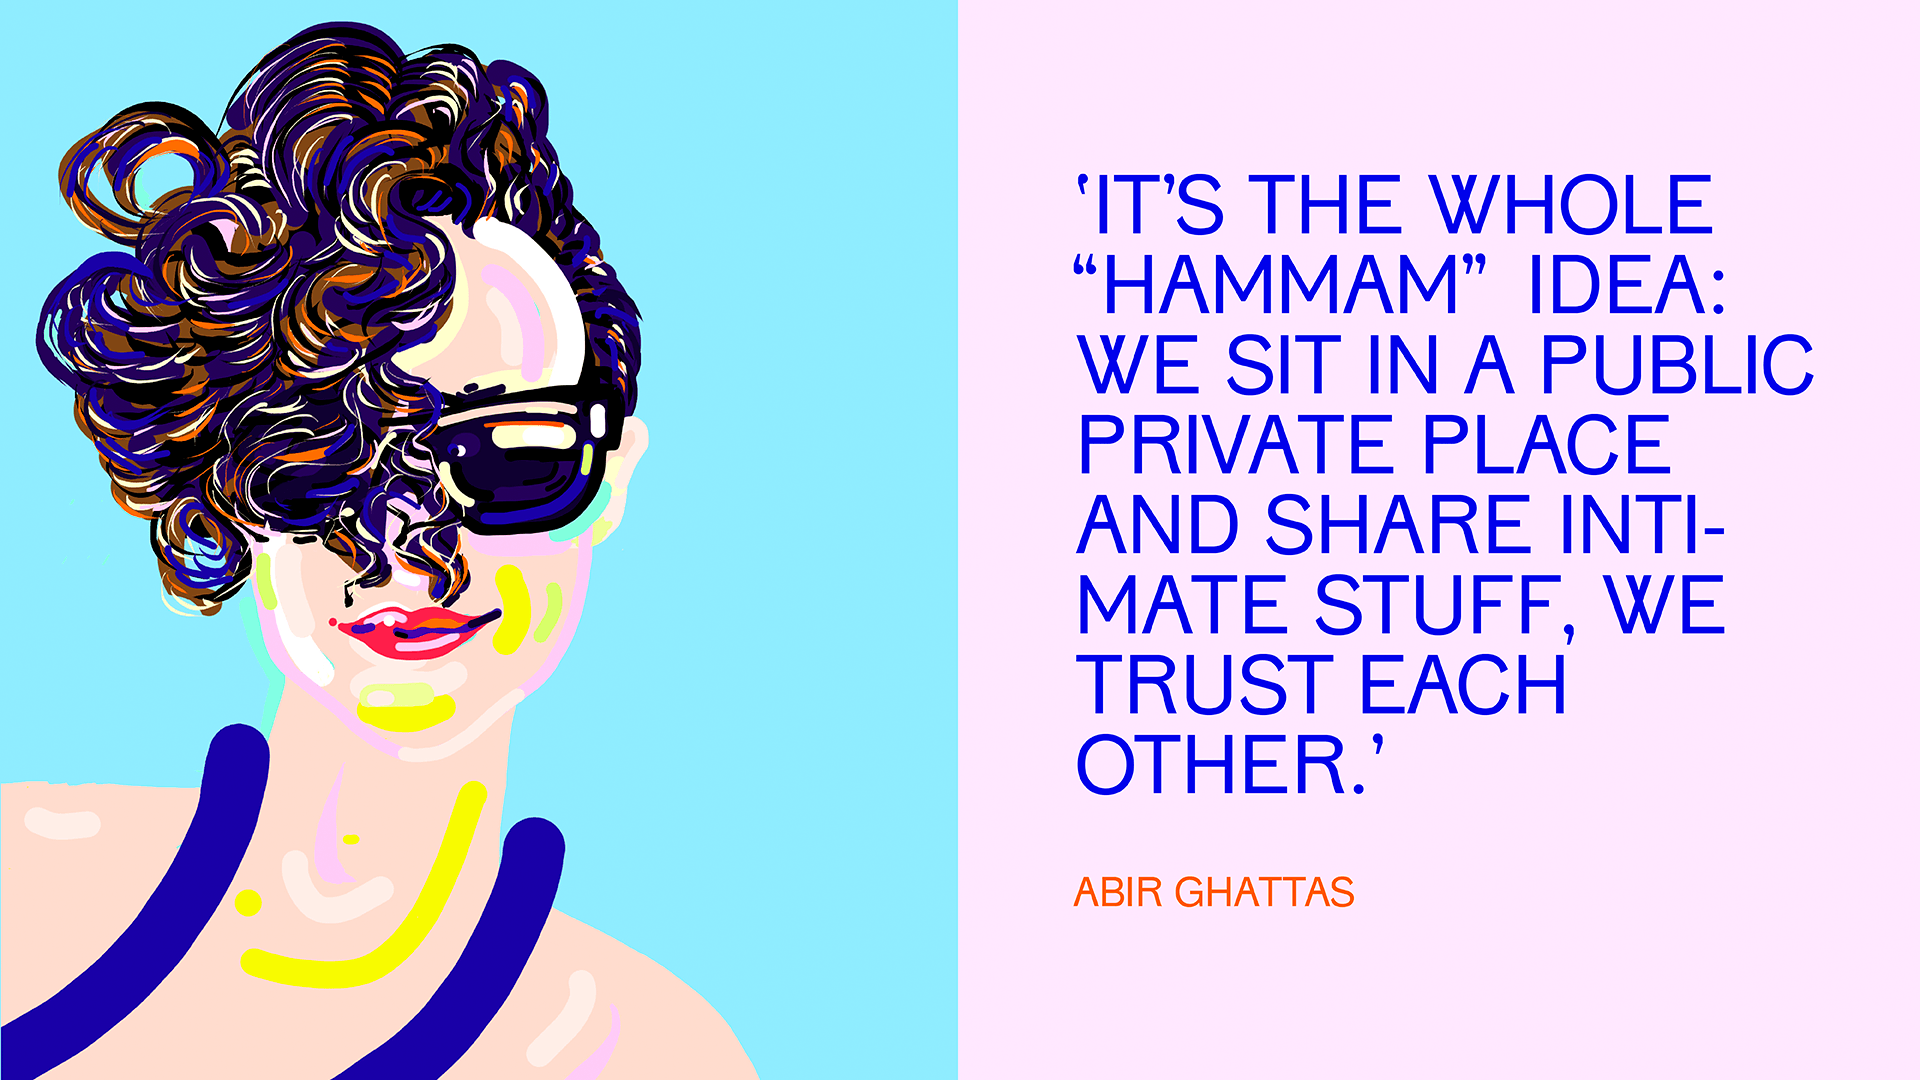 ‘IT’S THE WHOLE
“HAMMAM” IDEA:
WE SIT IN A PUBLIC
PRIVATE PLACE
AND SHARE INTI-
MATE STUFF, WE
TRUST EACH
OTHER.’
ABIR GHATTAS